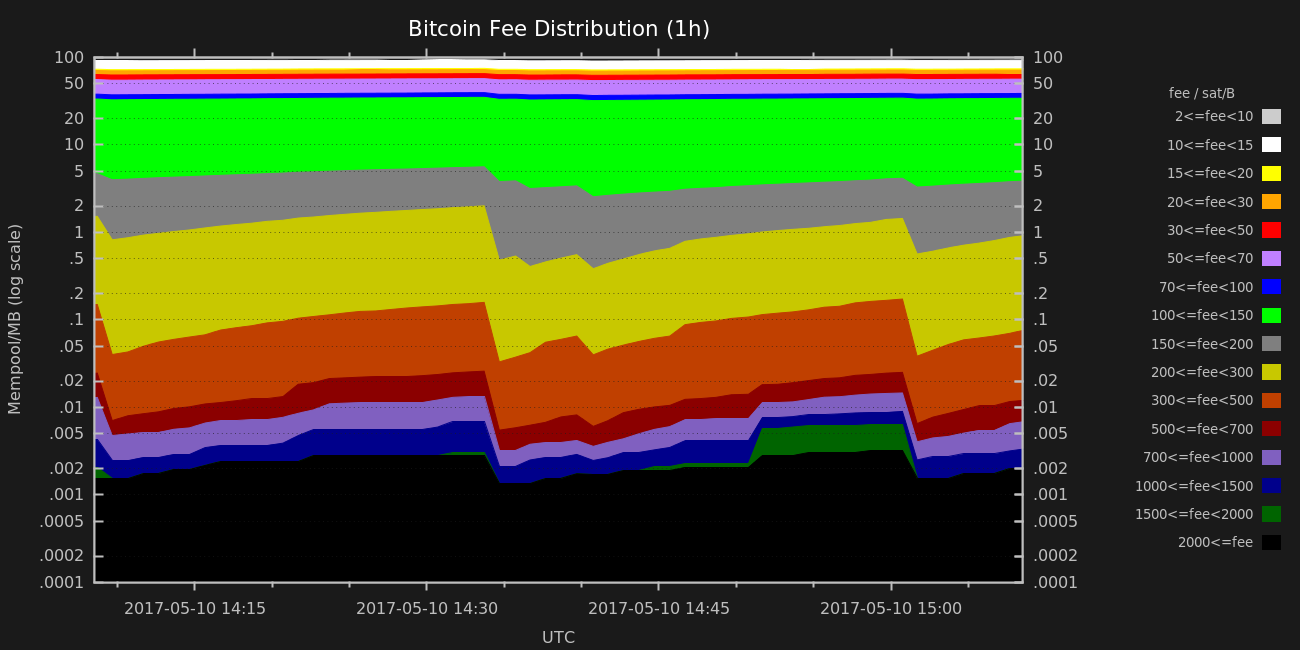 Bitcoin Fee Distribution (1h)
Mempool/MB (log scale)
100
50
20
10
5
2
1
.5
.2
.1
.05
.02
.01
.005
.002
.001
.0005
.0002
.0001
100
50
20
10
5
2
1
.5
.2
.1
.05
.02
.01
.005
.002
.001
.0005
.0002
.0001
2017-05-10 14:15
2017-05-10 14:30
2017-05-10 14:45
2017-05-10 15:00
UTC
fee / sat/B
2<=fee<10
10<=fee<15
15<=fee<20
20<=fee<30
30<=fee<50
50<=fee<70
70<=fee<100
100<=fee<150
150<=fee<200
200<=fee<300
300<=fee<500
500<=fee<700
700<=fee<1000
1000<=fee<1500
1500<=fee<2000
2000<=fee